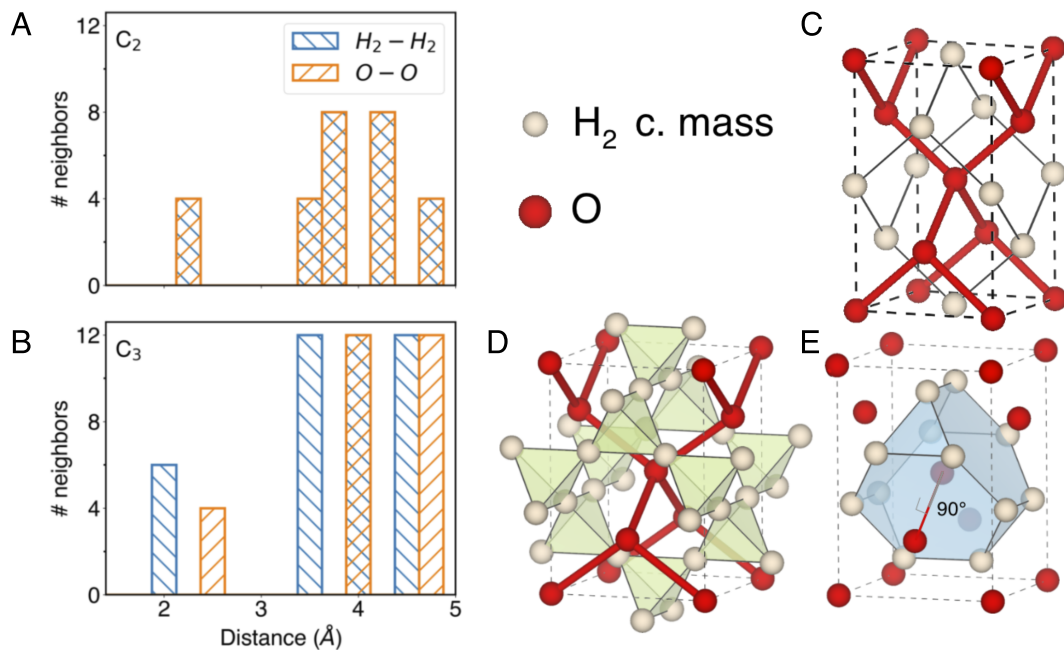 A
12
8
4
0
# neighbors
C₂
H₂ − H₂
O − O
B
12
8
4
0
# neighbors
C₃
2
3
4
5
Distance (Å)
H₂ c. mass
O
C
D
E
90°